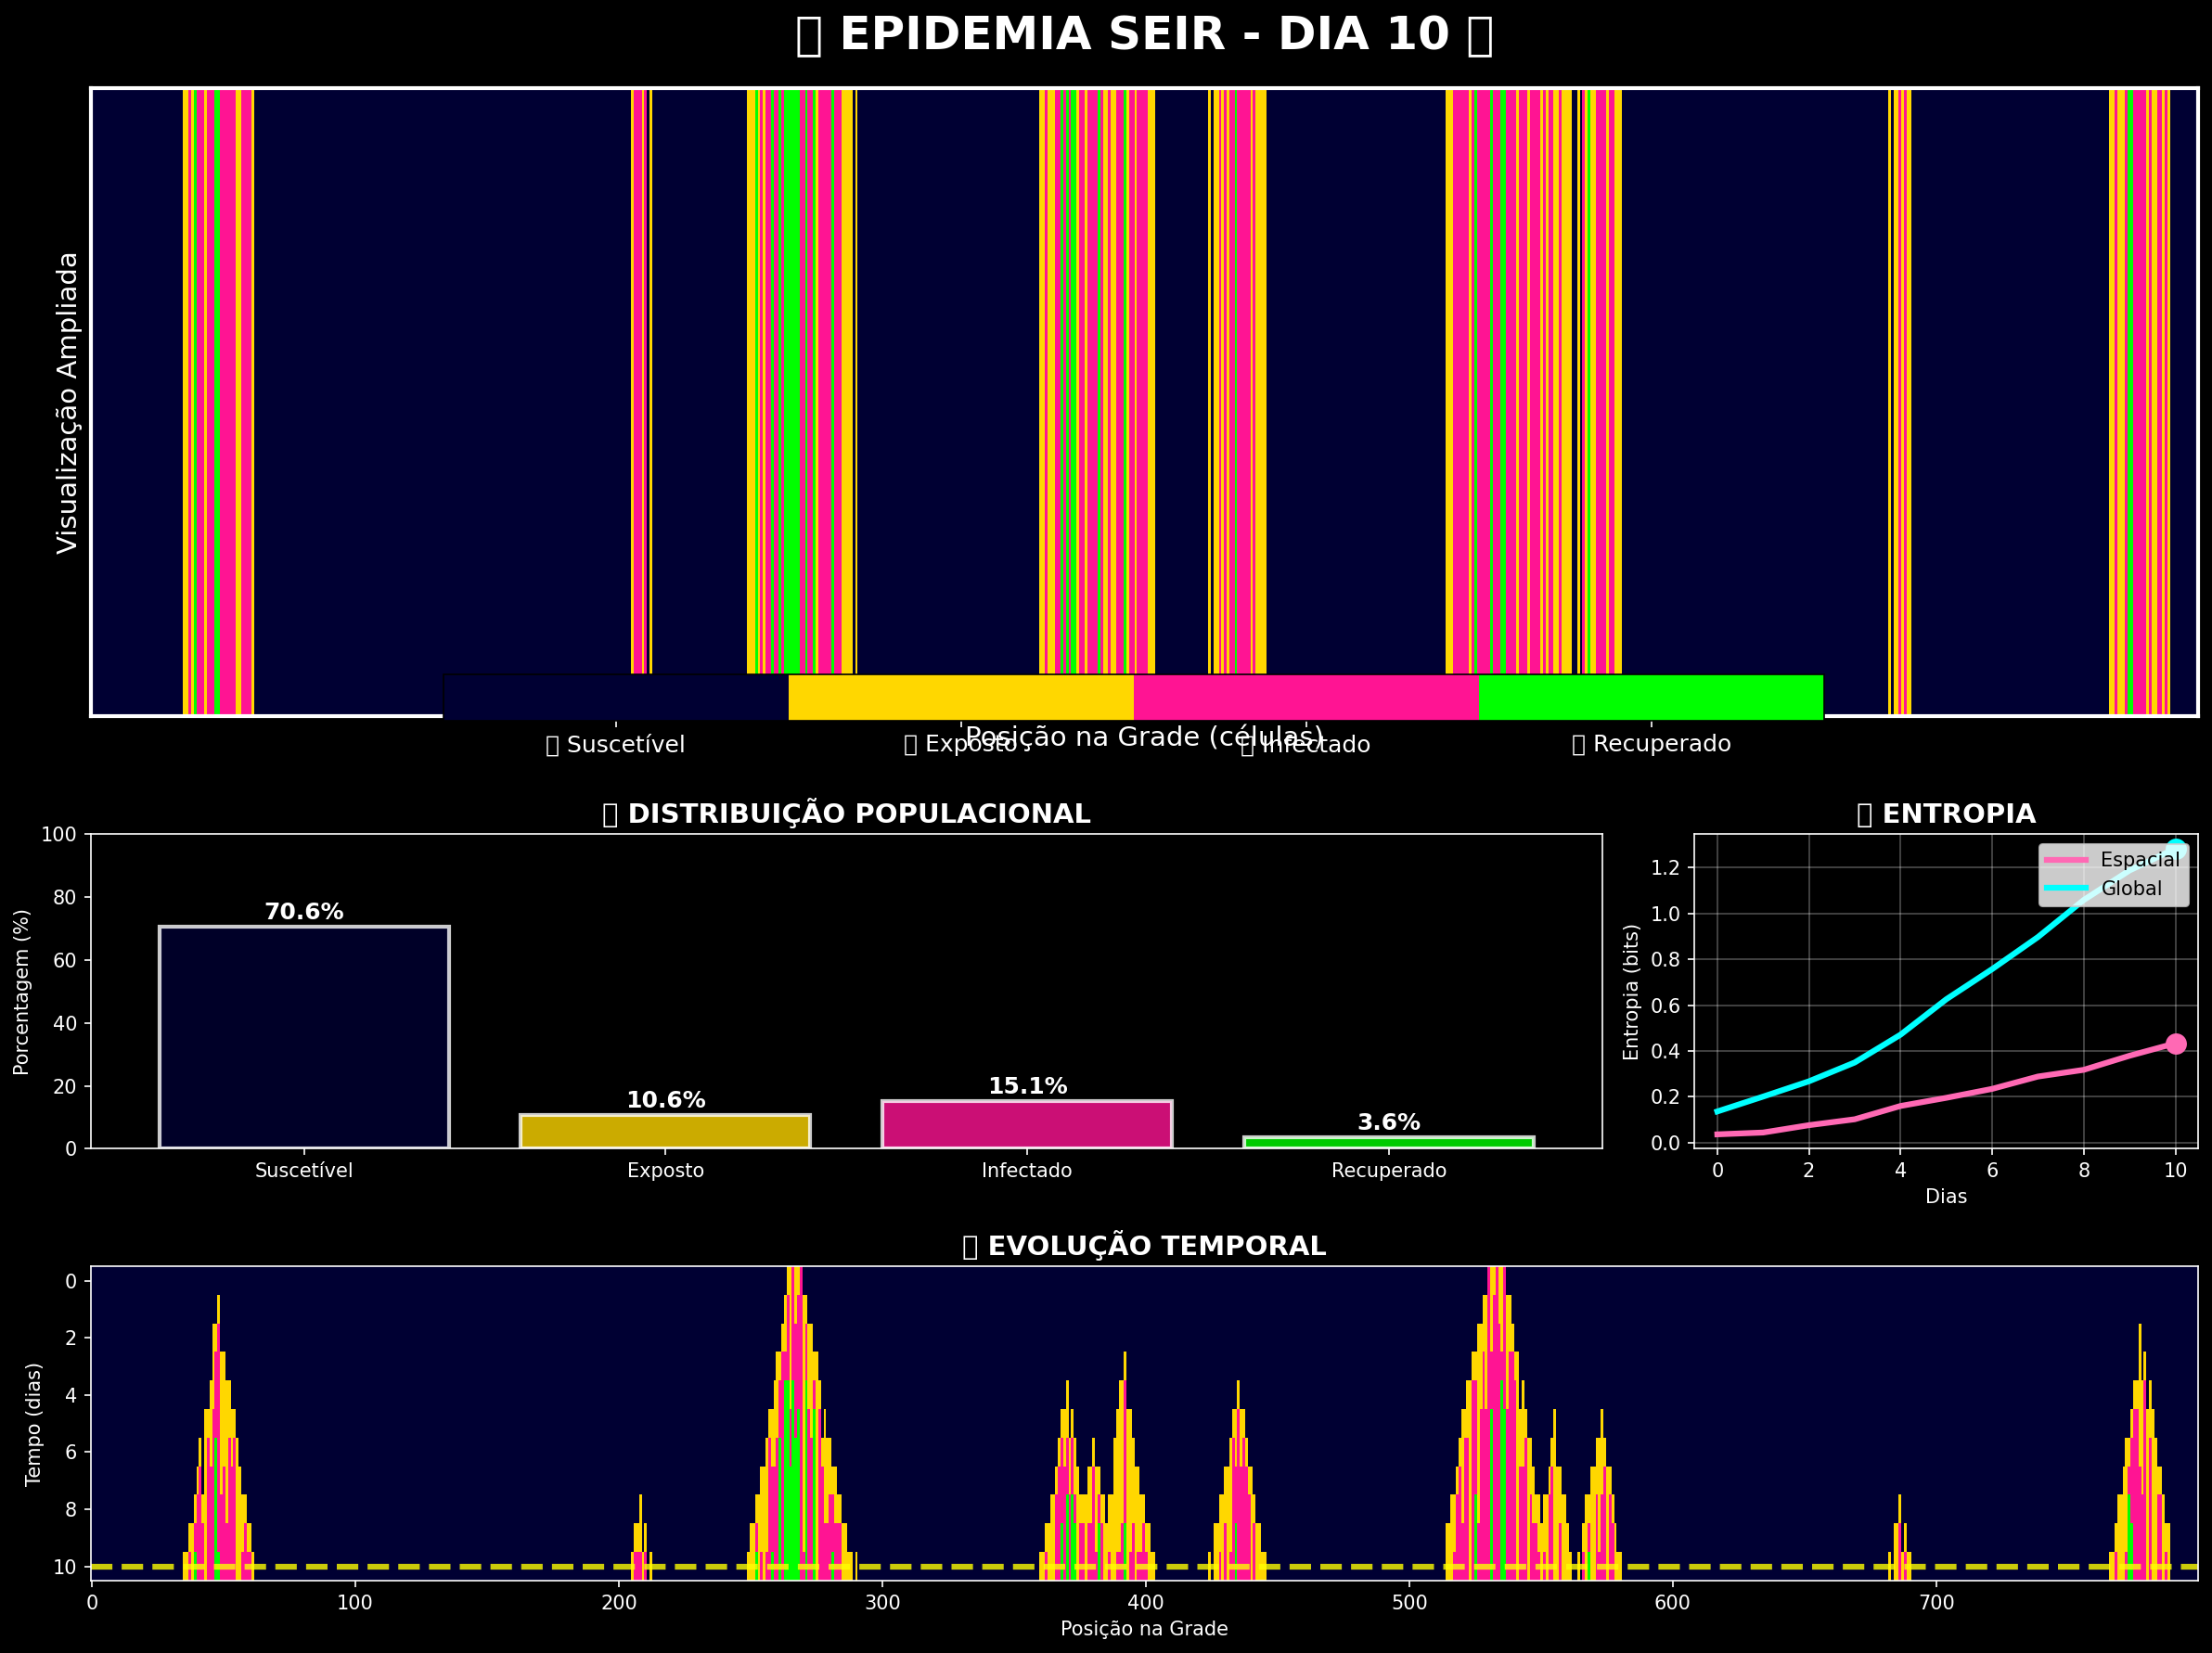 EPIDEMIA SEIR - DIA 10
Visualização Ampliada
Posição na Grade (células)
Suscetível
Exposto
Infectado
Recuperado
DISTRIBUIÇÃO POPULACIONAL
Porcentagem (%)
100
80
60
40
20
0
70.6%
10.6%
15.1%
3.6%
Suscetível
Exposto
Infectado
Recuperado
ENTROPIA
Entropia (bits)
1.2
1.0
0.8
0.6
0.4
0.2
0.0
Espacial
Global
0 2 4 6 8 10
Dias
EVOLUÇÃO TEMPORAL
Tempo (dias)
0
2
4
6
8
10
0 100 200 300 400 500 600 700
Posição na Grade